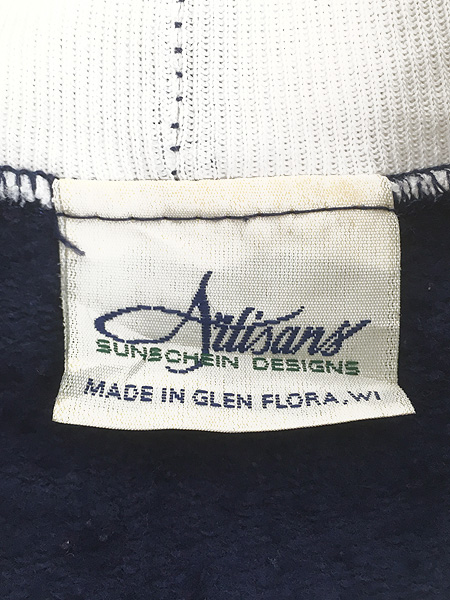 Artisans
SUNSCHEIN DESIGNS
MADE IN GLEN FLORA, WI